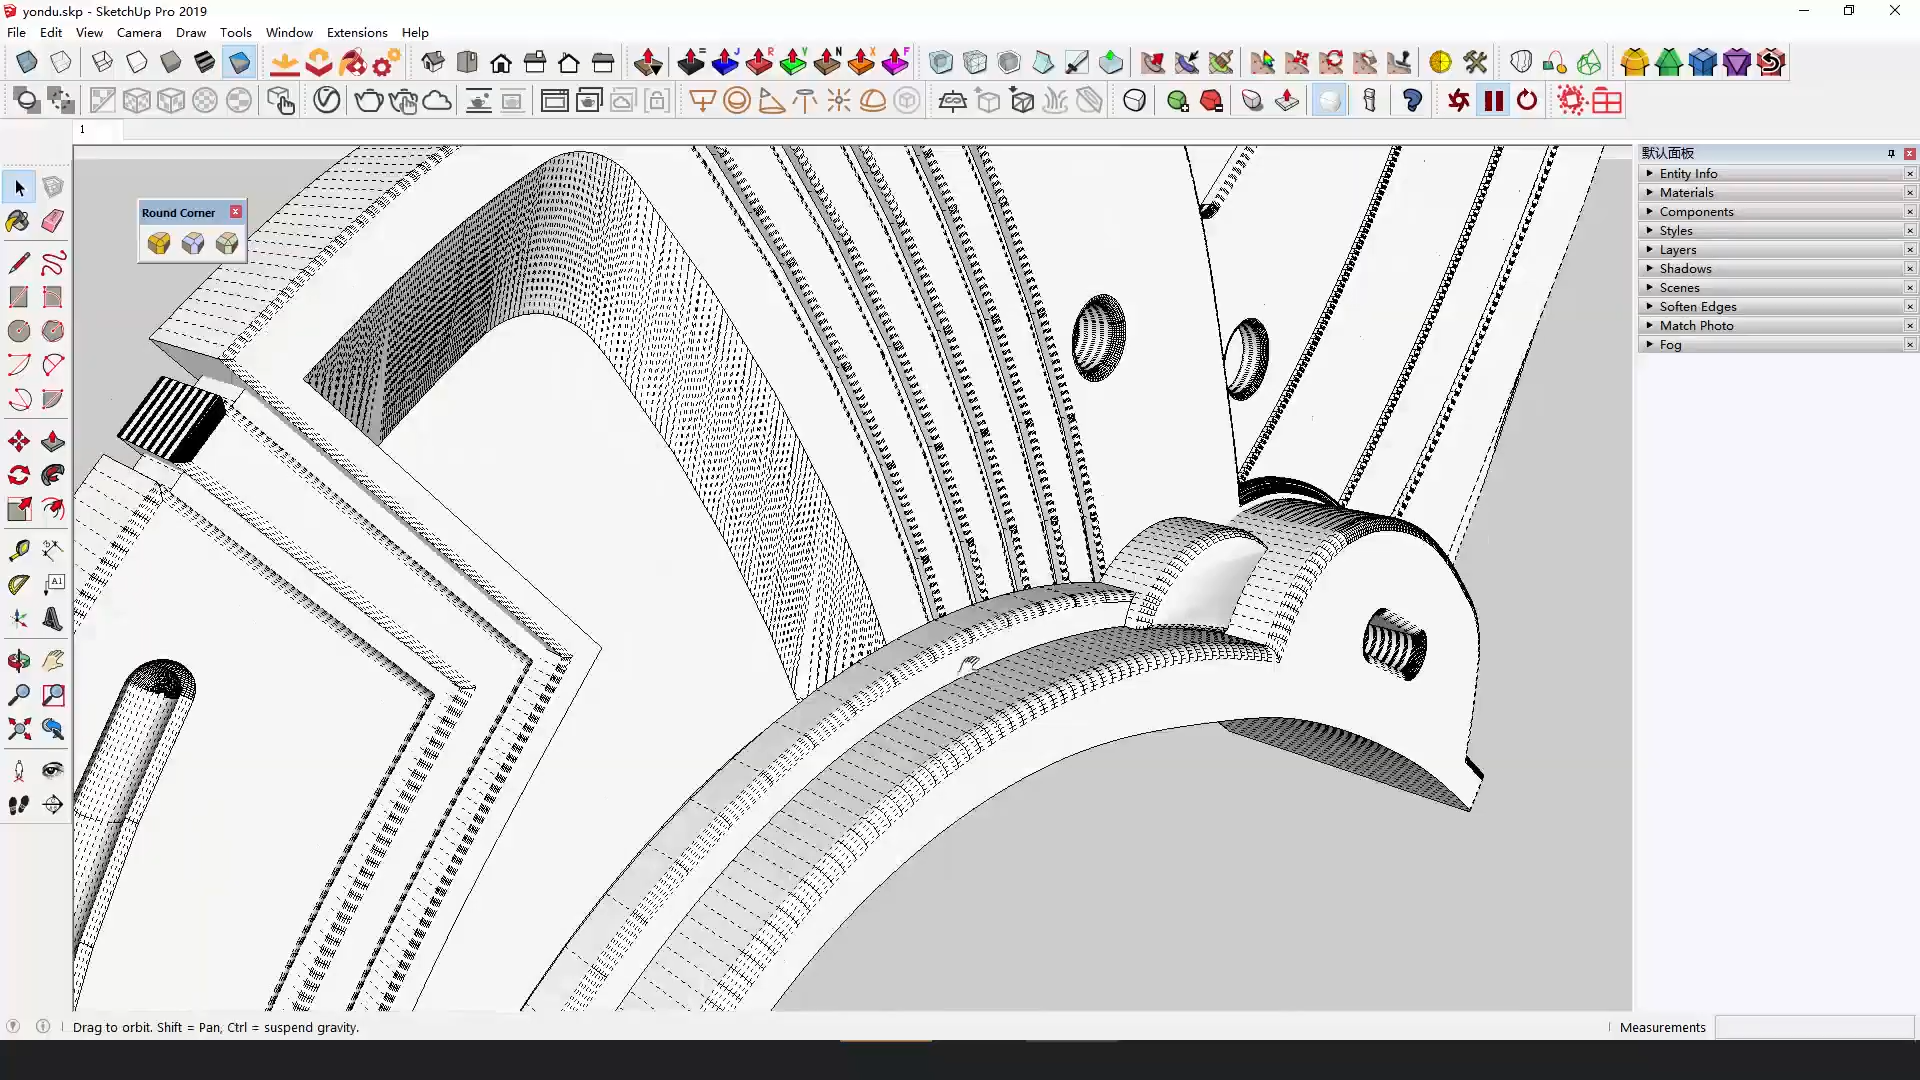 yondu.skp - SketchUp Pro 2019
File Edit View Camera Draw Tools Window Extensions Help
= J R V N X F
1
默认面板
Entity Info
Materials
Components
Styles
Layers
Shadows
Scenes
Soften Edges
Match Photo
Fog
Round Corner
A1
Drag to orbit. Shift = Pan, Ctrl = suspend gravity.
Measurements